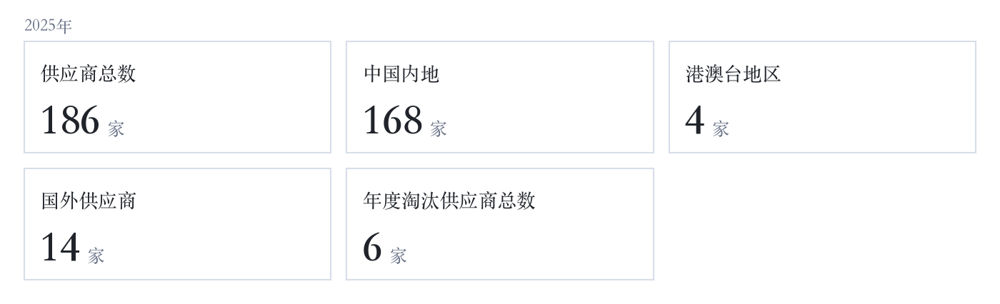 2025年
供应商总数
186 家
中国内地
168 家
港澳台地区
4 家
国外供应商
14 家
年度淘汰供应商总数
6 家